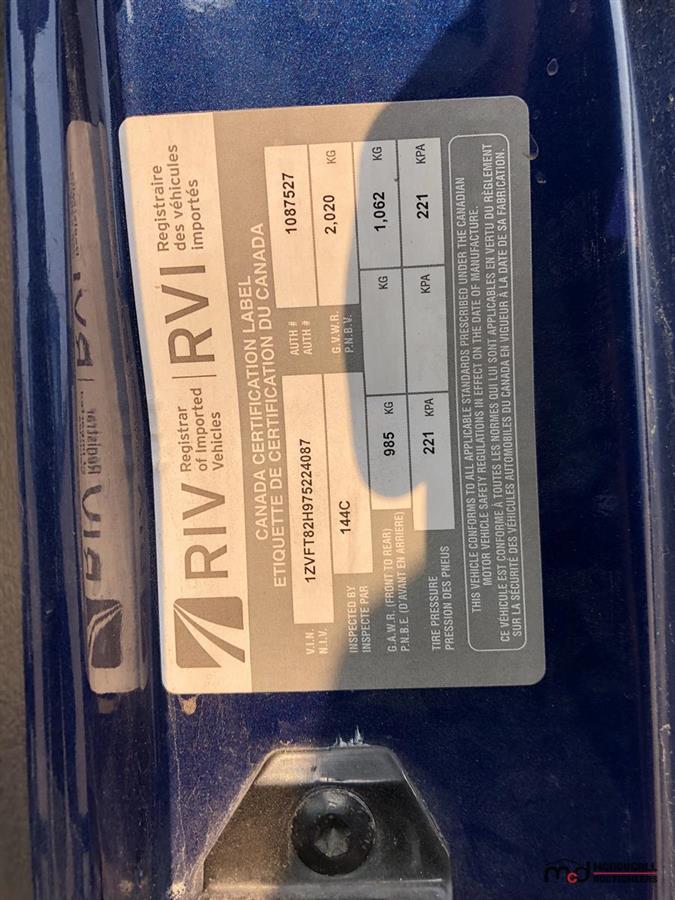 RIV
Registrar
of Imported
Vehicles
RVI
Registraire
des véhicules
importés
CANADA CERTIFICATION LABEL
ETIQUETTE DE CERTIFICATION DU CANADA
V.I.N.
N.I.V.
1ZVFT82H975224087
AUTH #
AUTH #
1087527
INSPECTED BY
INSPECTE PAR
144C
G.V.W.R.
P.N.B.V.
2,020 KG
G.A.W.R. (FRONT TO REAR)
P.N.B.E. (D'AVANT EN ARRIERE)
985 KG
KG
1,062 KG
TIRE PRESSURE
PRESSION DES PNEUS
221 KPA
KPA
221 KPA
THIS VEHICLE CONFORMS TO ALL APPLICABLE STANDARDS PRESCRIBED UNDER THE CANADIAN
MOTOR VEHICLE SAFETY REGULATIONS IN EFFECT ON THE DATE OF MANUFACTURE.
CE VÉHICULE EST CONFORME À TOUTES LES NORMES QUI LUI SONT APPLICABLES EN VERTU DU RÈGLEMENT
SUR LA SÉCURITÉ DES VÉHICULES AUTOMOBILES DU CANADA EN VIGUEUR À LA DATE DE SA FABRICATION.
mcd
MCDOUGALL
AUCTIONEERS